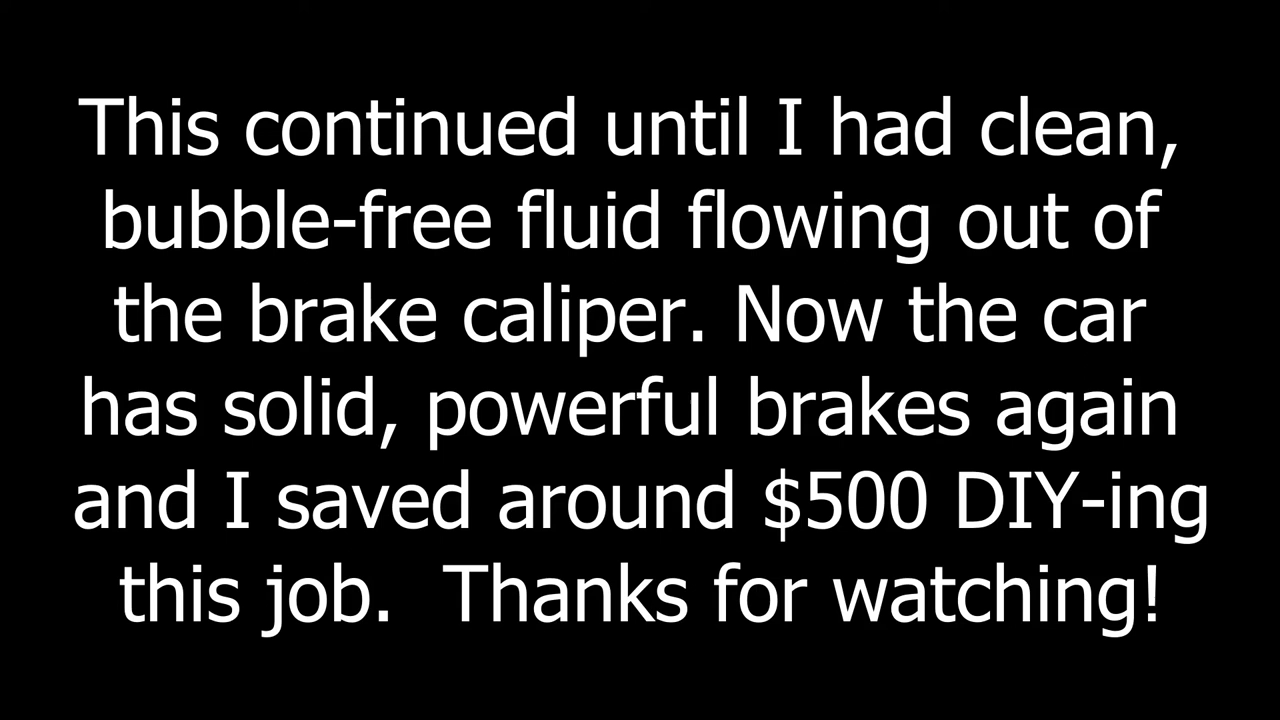 This continued until I had clean,
bubble-free fluid flowing out of
the brake caliper. Now the car
has solid, powerful brakes again
and I saved around $500 DIY-ing
this job.  Thanks for watching!